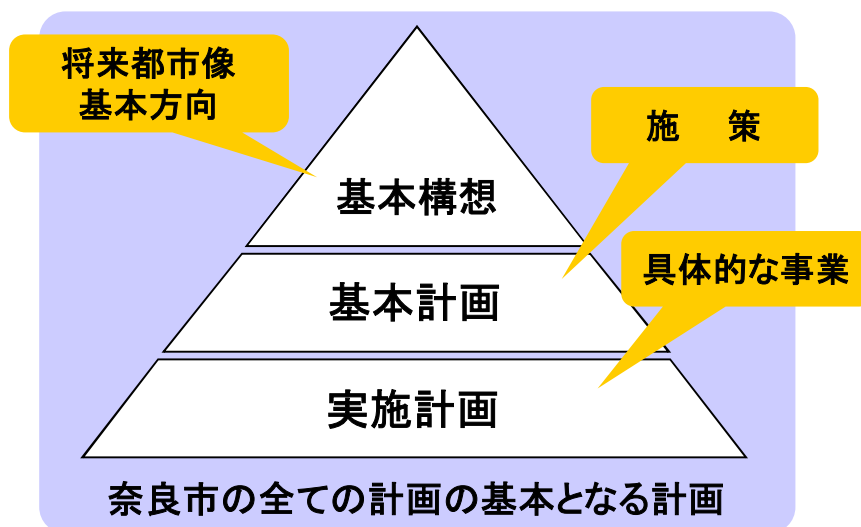 将来都市像
基本方向
施　策
基本構想
具体的な事業
基本計画
実施計画
奈良市の全ての計画の基本となる計画